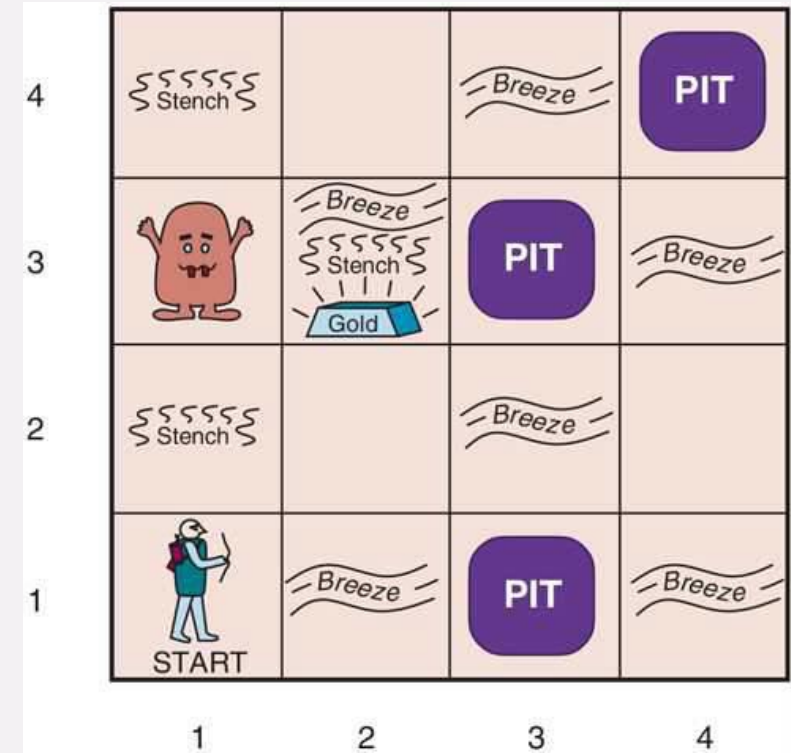 4
Stench
Breeze
PIT
3
Breeze
Stench
Gold
PIT
Breeze
2
Stench
Breeze
1
START
Breeze
PIT
Breeze
1 2 3 4